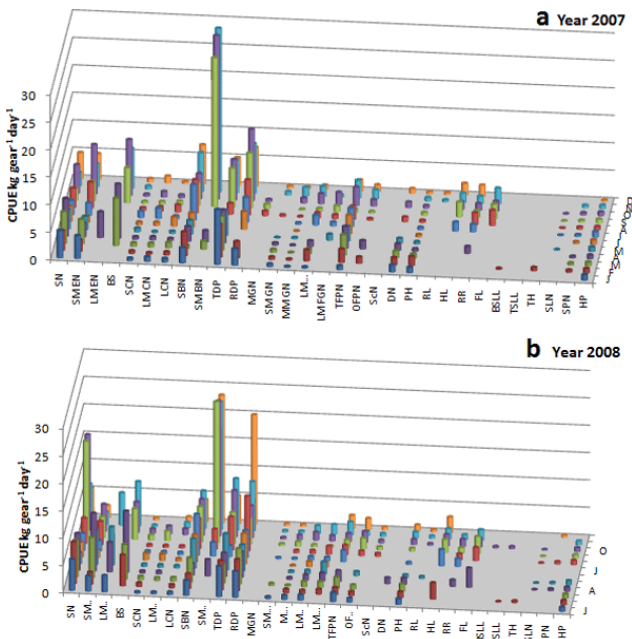 a Year 2007
CPUE kg gear⁻¹ day⁻¹
30
25
20
15
10
5
0
SN
SMEN
LMEN
BS
SCN
LMCN
LCN
SBN
SMBN
TDP
RDP
MGN
SMGN
MMGN
LM...
LMFGN
TFPN
OFPN
ScN
DN
PH
RL
HL
RR
FL
BSLL
TSLL
TH
SLN
SPN
HP
J
F
M
A
M
J
b Year 2008
CPUE kg gear⁻¹ day⁻¹
30
25
20
15
10
5
0
SN
SM..
LM..
BS
SCN
LM..
LCN
SBN
SM..
TDP
RDP
MGN
SM...
M...
LM...
LM...
TFPN
OF..
ScN
DN
PH
RL
HL
RR
FL
BSLL
HP
J
A
J
O